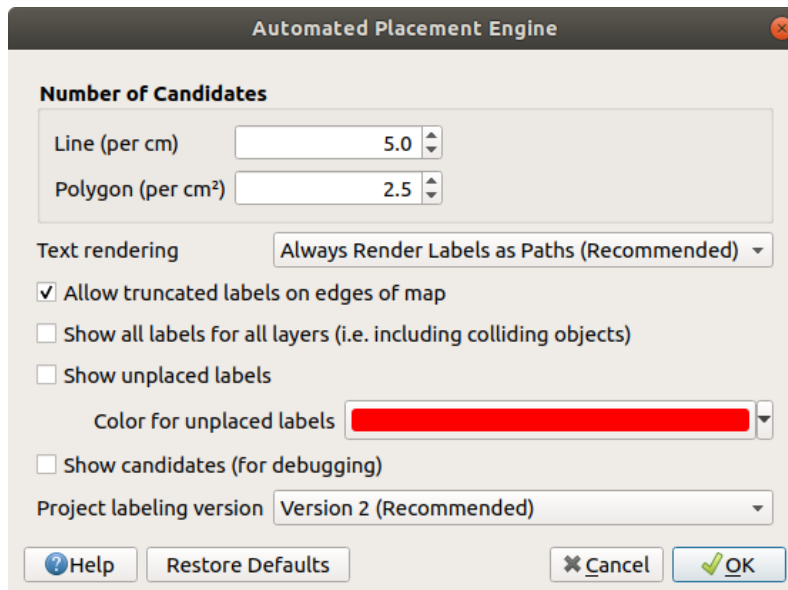 Automated Placement Engine
Number of Candidates
Line (per cm) 5.0
Polygon (per cm²) 2.5
Text rendering Always Render Labels as Paths (Recommended)
Allow truncated labels on edges of map
Show all labels for all layers (i.e. including colliding objects)
Show unplaced labels
Color for unplaced labels
Show candidates (for debugging)
Project labeling version Version 2 (Recommended)
Help Restore Defaults Cancel OK